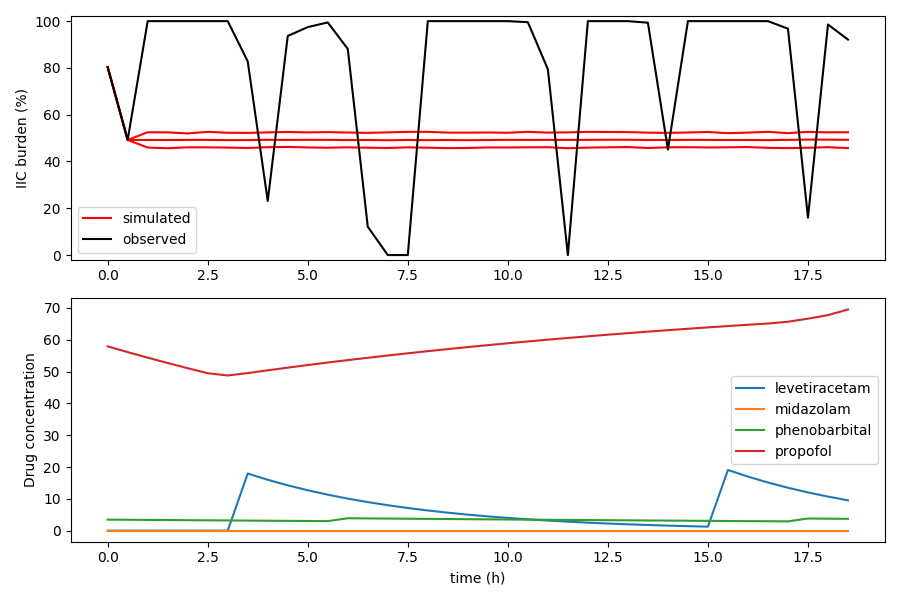 IIC burden (%)
100
80
60
40
20
0
simulated
observed
0.0 2.5 5.0 7.5 10.0 12.5 15.0 17.5
Drug concentration
70
60
50
40
30
20
10
0
levetiracetam
midazolam
phenobarbital
propofol
0.0 2.5 5.0 7.5 10.0 12.5 15.0 17.5
time (h)